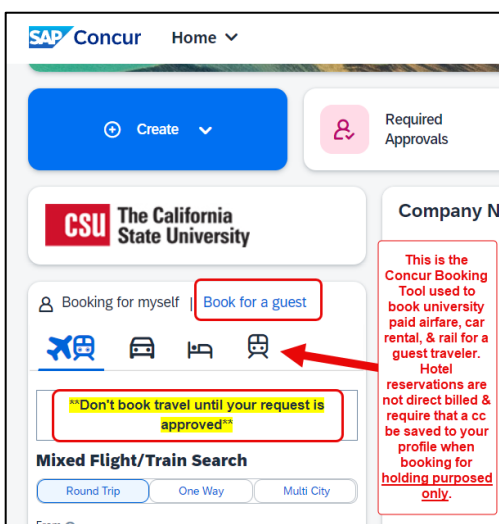 SAP Concur Home
Create
Required
Approvals
CSU The California
State University
Company N
Booking for myself | Book for a guest
**Don't book travel until your request is
approved**
Mixed Flight/Train Search
Round Trip One Way Multi City
From
This is the
Concur Booking
Tool used to
book university
paid airfare, car
rental, & rail for a
guest traveler.
Hotel
reservations are
not direct billed &
require that a cc
be saved to your
profile when
booking for
holding purposed
only.